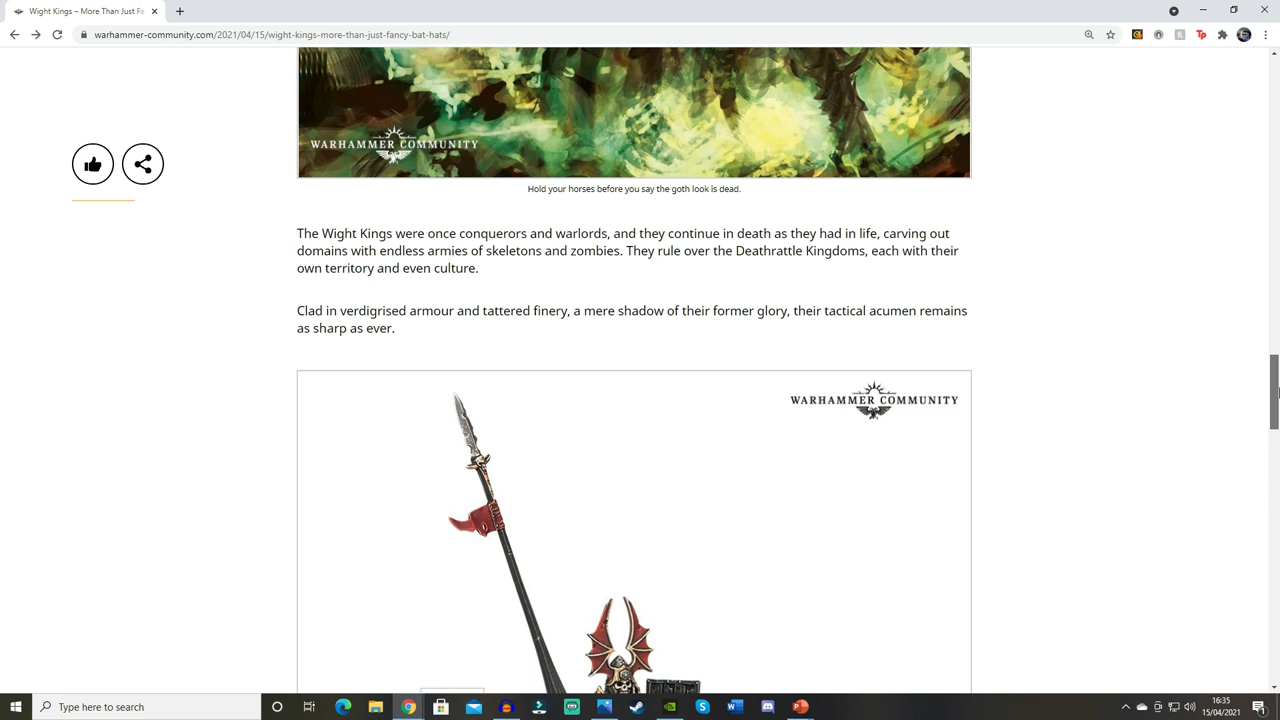 Wight Kings – More Than Just Fa
warhammer-community.com/2021/04/15/wight-kings-more-than-just-fancy-bat-hats/
WARHAMMER COMMUNITY
Hold your horses before you say the goth look is dead.
The Wight Kings were once conquerors and warlords, and they continue in death as they had in life, carving out
domains with endless armies of skeletons and zombies. They rule over the Deathrattle Kingdoms, each with their
own territory and even culture.
Clad in verdigrised armour and tattered finery, a mere shadow of their former glory, their tactical acumen remains
as sharp as ever.
WARHAMMER COMMUNITY
Type here to search
16:35
15/04/2021